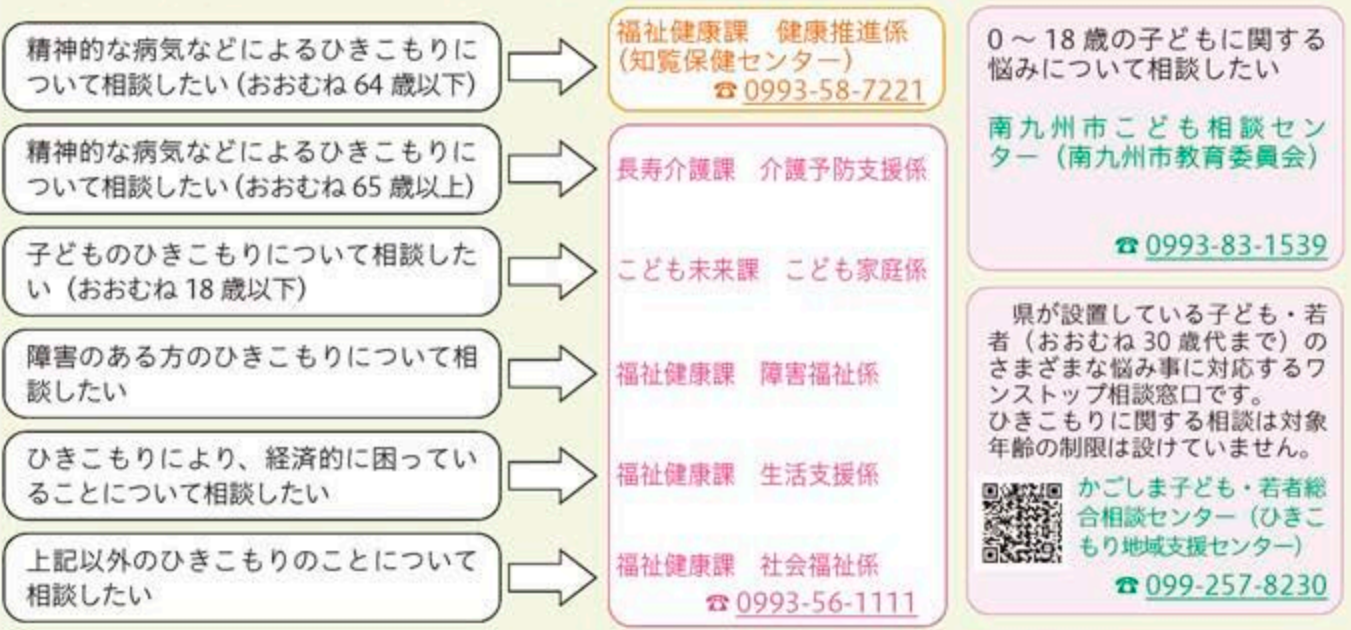 精神的な病気などによるひきこもりに
ついて相談したい（おおむね 64 歳以下）
福祉健康課　健康推進係
（知覧保健センター）
☎ 0993-58-7221
精神的な病気などによるひきこもりに
ついて相談したい（おおむね 65 歳以上）
長寿介護課　介護予防支援係
子どものひきこもりについて相談した
い（おおむね 18 歳以下）
こども未来課　こども家庭係
障害のある方のひきこもりについて相
談したい
福祉健康課　障害福祉係
ひきこもりにより、経済的に困ってい
ることについて相談したい
福祉健康課　生活支援係
上記以外のひきこもりのことについて
相談したい
福祉健康課　社会福祉係
☎ 0993-56-1111
0 ～ 18 歳の子どもに関する
悩みについて相談したい
南九州市こども相談セン
ター（南九州市教育委員会）
☎ 0993-83-1539
県が設置している子ども・若
者（おおむね 30 歳代まで）の
さまざまな悩み事に対応するワ
ンストップ相談窓口です。
ひきこもりに関する相談は対象
年齢の制限は設けていません。
かごしま子ども・若者総
合相談センター（ひきこ
もり地域支援センター）
☎ 099-257-8230